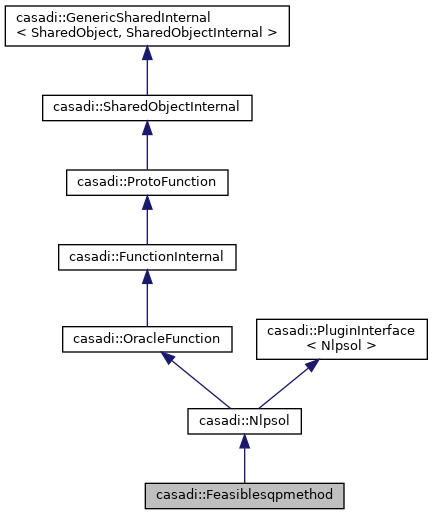 casadi::GenericSharedInternal
< SharedObject, SharedObjectInternal >
casadi::SharedObjectInternal
casadi::ProtoFunction
casadi::FunctionInternal
casadi::OracleFunction
casadi::PluginInterface
< Nlpsol >
casadi::Nlpsol
casadi::Feasiblesqpmethod